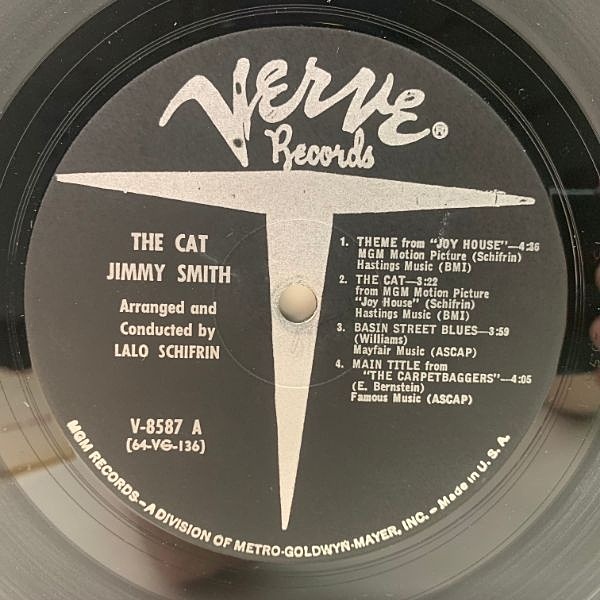 VERVE®
Records
THE CAT
JIMMY SMITH
Arranged and
Conducted by
LALO SCHIFRIN
V-8587 A
(64-VG-136)
1. THEME from "JOY HOUSE"—4:36
MGM Motion Picture (Schifrin)
Hastings Music (BMI)
2. THE CAT—3:22
from MGM Motion Picture
"Joy House" (Schifrin)
Hastings Music (BMI)
3. BASIN STREET BLUES—3:59
(Williams)
Mayfair Music (ASCAP)
4. MAIN TITLE from
"THE CARPETBAGGERS"—4:05
(E. Bernstein)
Famous Music (ASCAP)
MGM RECORDS—A DIVISION OF METRO-GOLDWYN-MAYER, INC. – Made in U. S. A.